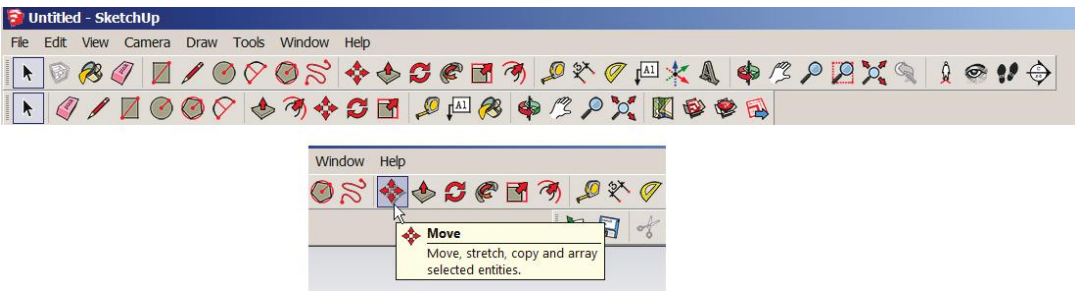 Untitled - SketchUp
File Edit View Camera Draw Tools Window Help
A1
A1
Window Help
Move
Move, stretch, copy and array
selected entities.